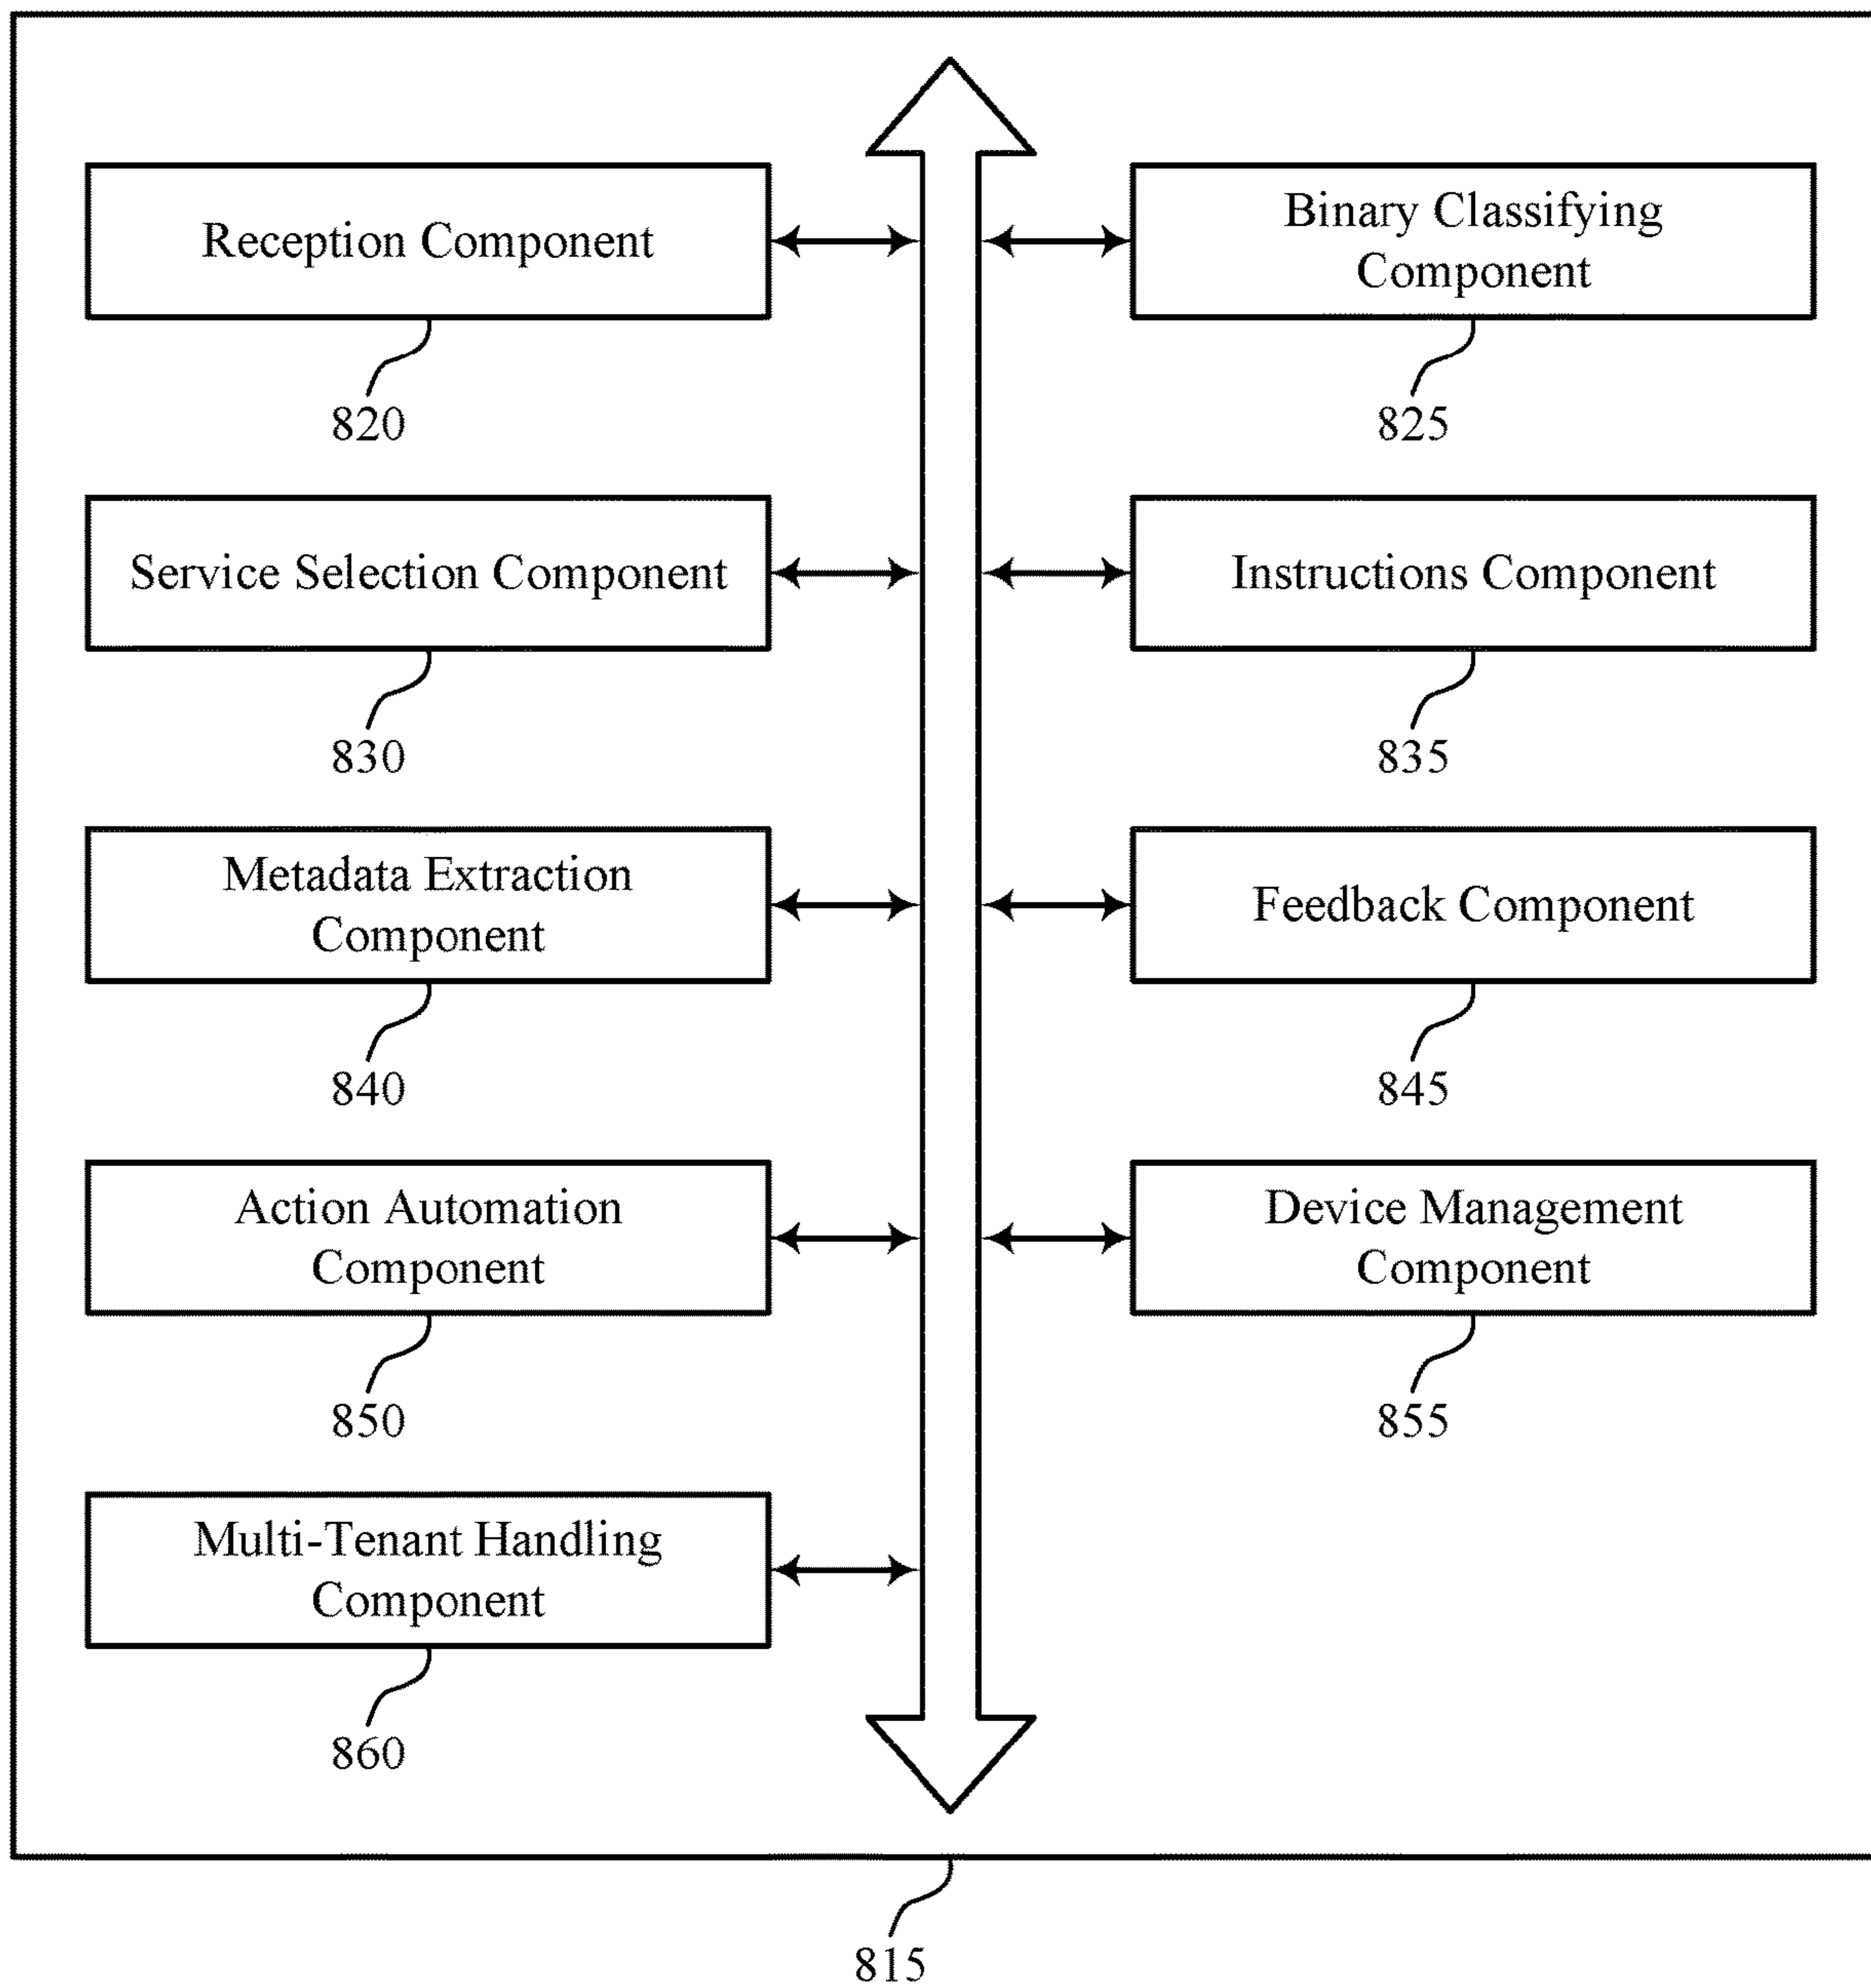 Reception Component
820
Binary Classifying
Component
825
Service Selection Component
830
Instructions Component
835
Metadata Extraction
Component
840
Feedback Component
845
Action Automation
Component
850
Device Management
Component
855
Multi-Tenant Handling
Component
860
815